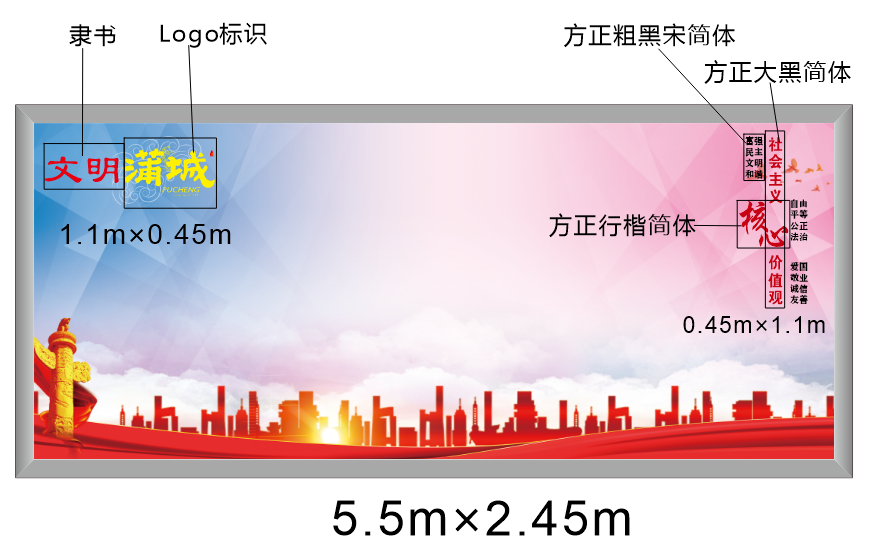 隶书
Logo标识
方正粗黑宋简体
方正大黑简体
文明蒲城
1.1m×0.45m
富强
民主
文明
和谐
社会主义
核心
价值观
自由
平等
公正
法治
爱国
敬业
诚信
友善
方正行楷简体
0.45m×1.1m
5.5m×2.45m